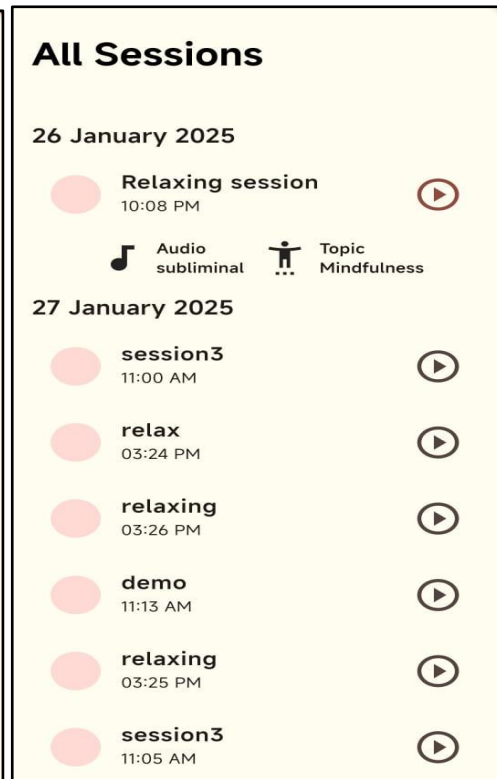 All Sessions
26 January 2025
Relaxing session
10:08 PM
Audio
subliminal
Topic
Mindfulness
27 January 2025
session3
11:00 AM
relax
03:24 PM
relaxing
03:26 PM
demo
11:13 AM
relaxing
03:25 PM
session3
11:05 AM